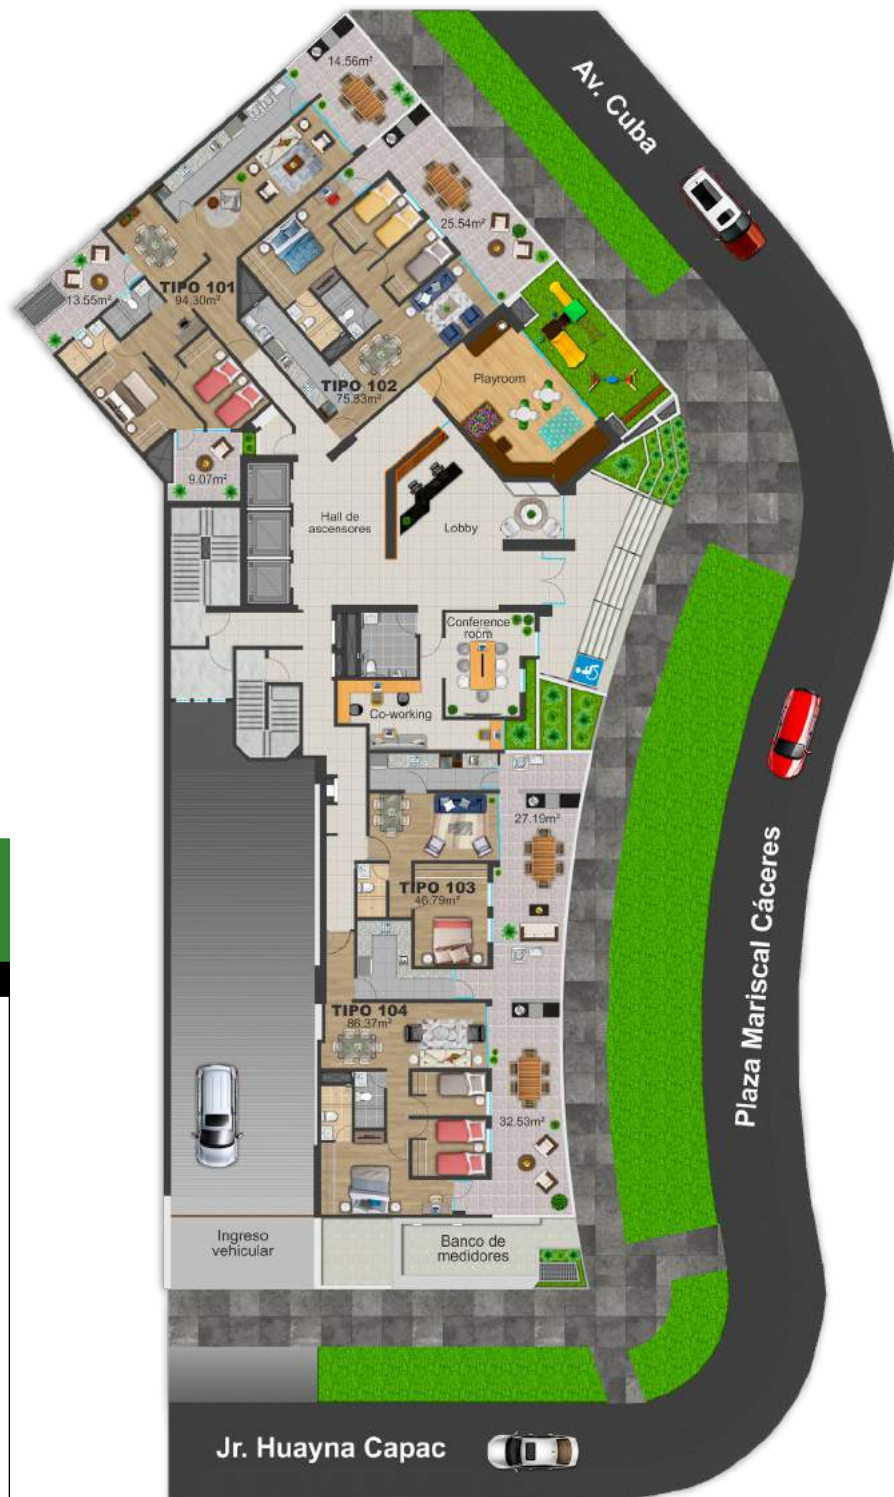 14.56m²
Av. Cuba
25.54m²
TIPO 101
94.30m²
13.55m²
TIPO 102
75.83m²
Playroom
9.07m²
Hall de
ascensores
Lobby
Conference
room
Co-working
27.19m²
TIPO 103
46.79m²
Plaza Mariscal Cáceres
TIPO 104
86.37m²
32.53m²
Ingreso
vehicular
Banco de
medidores
Jr. Huayna Capac